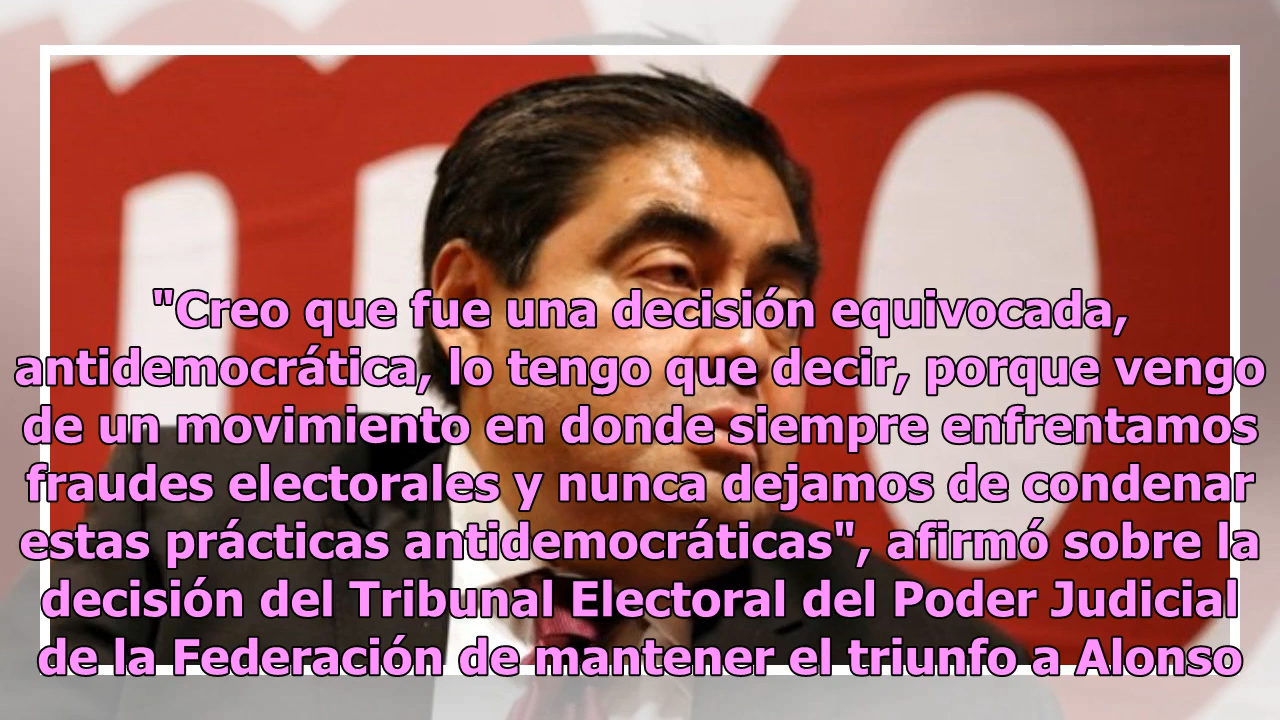 "Creo que fue una decisión equivocada,
antidemocrática, lo tengo que decir, porque vengo
de un movimiento en donde siempre enfrentamos
fraudes electorales y nunca dejamos de condenar
estas prácticas antidemocráticas", afirmó sobre la
decisión del Tribunal Electoral del Poder Judicial
de la Federación de mantener el triunfo a Alonso